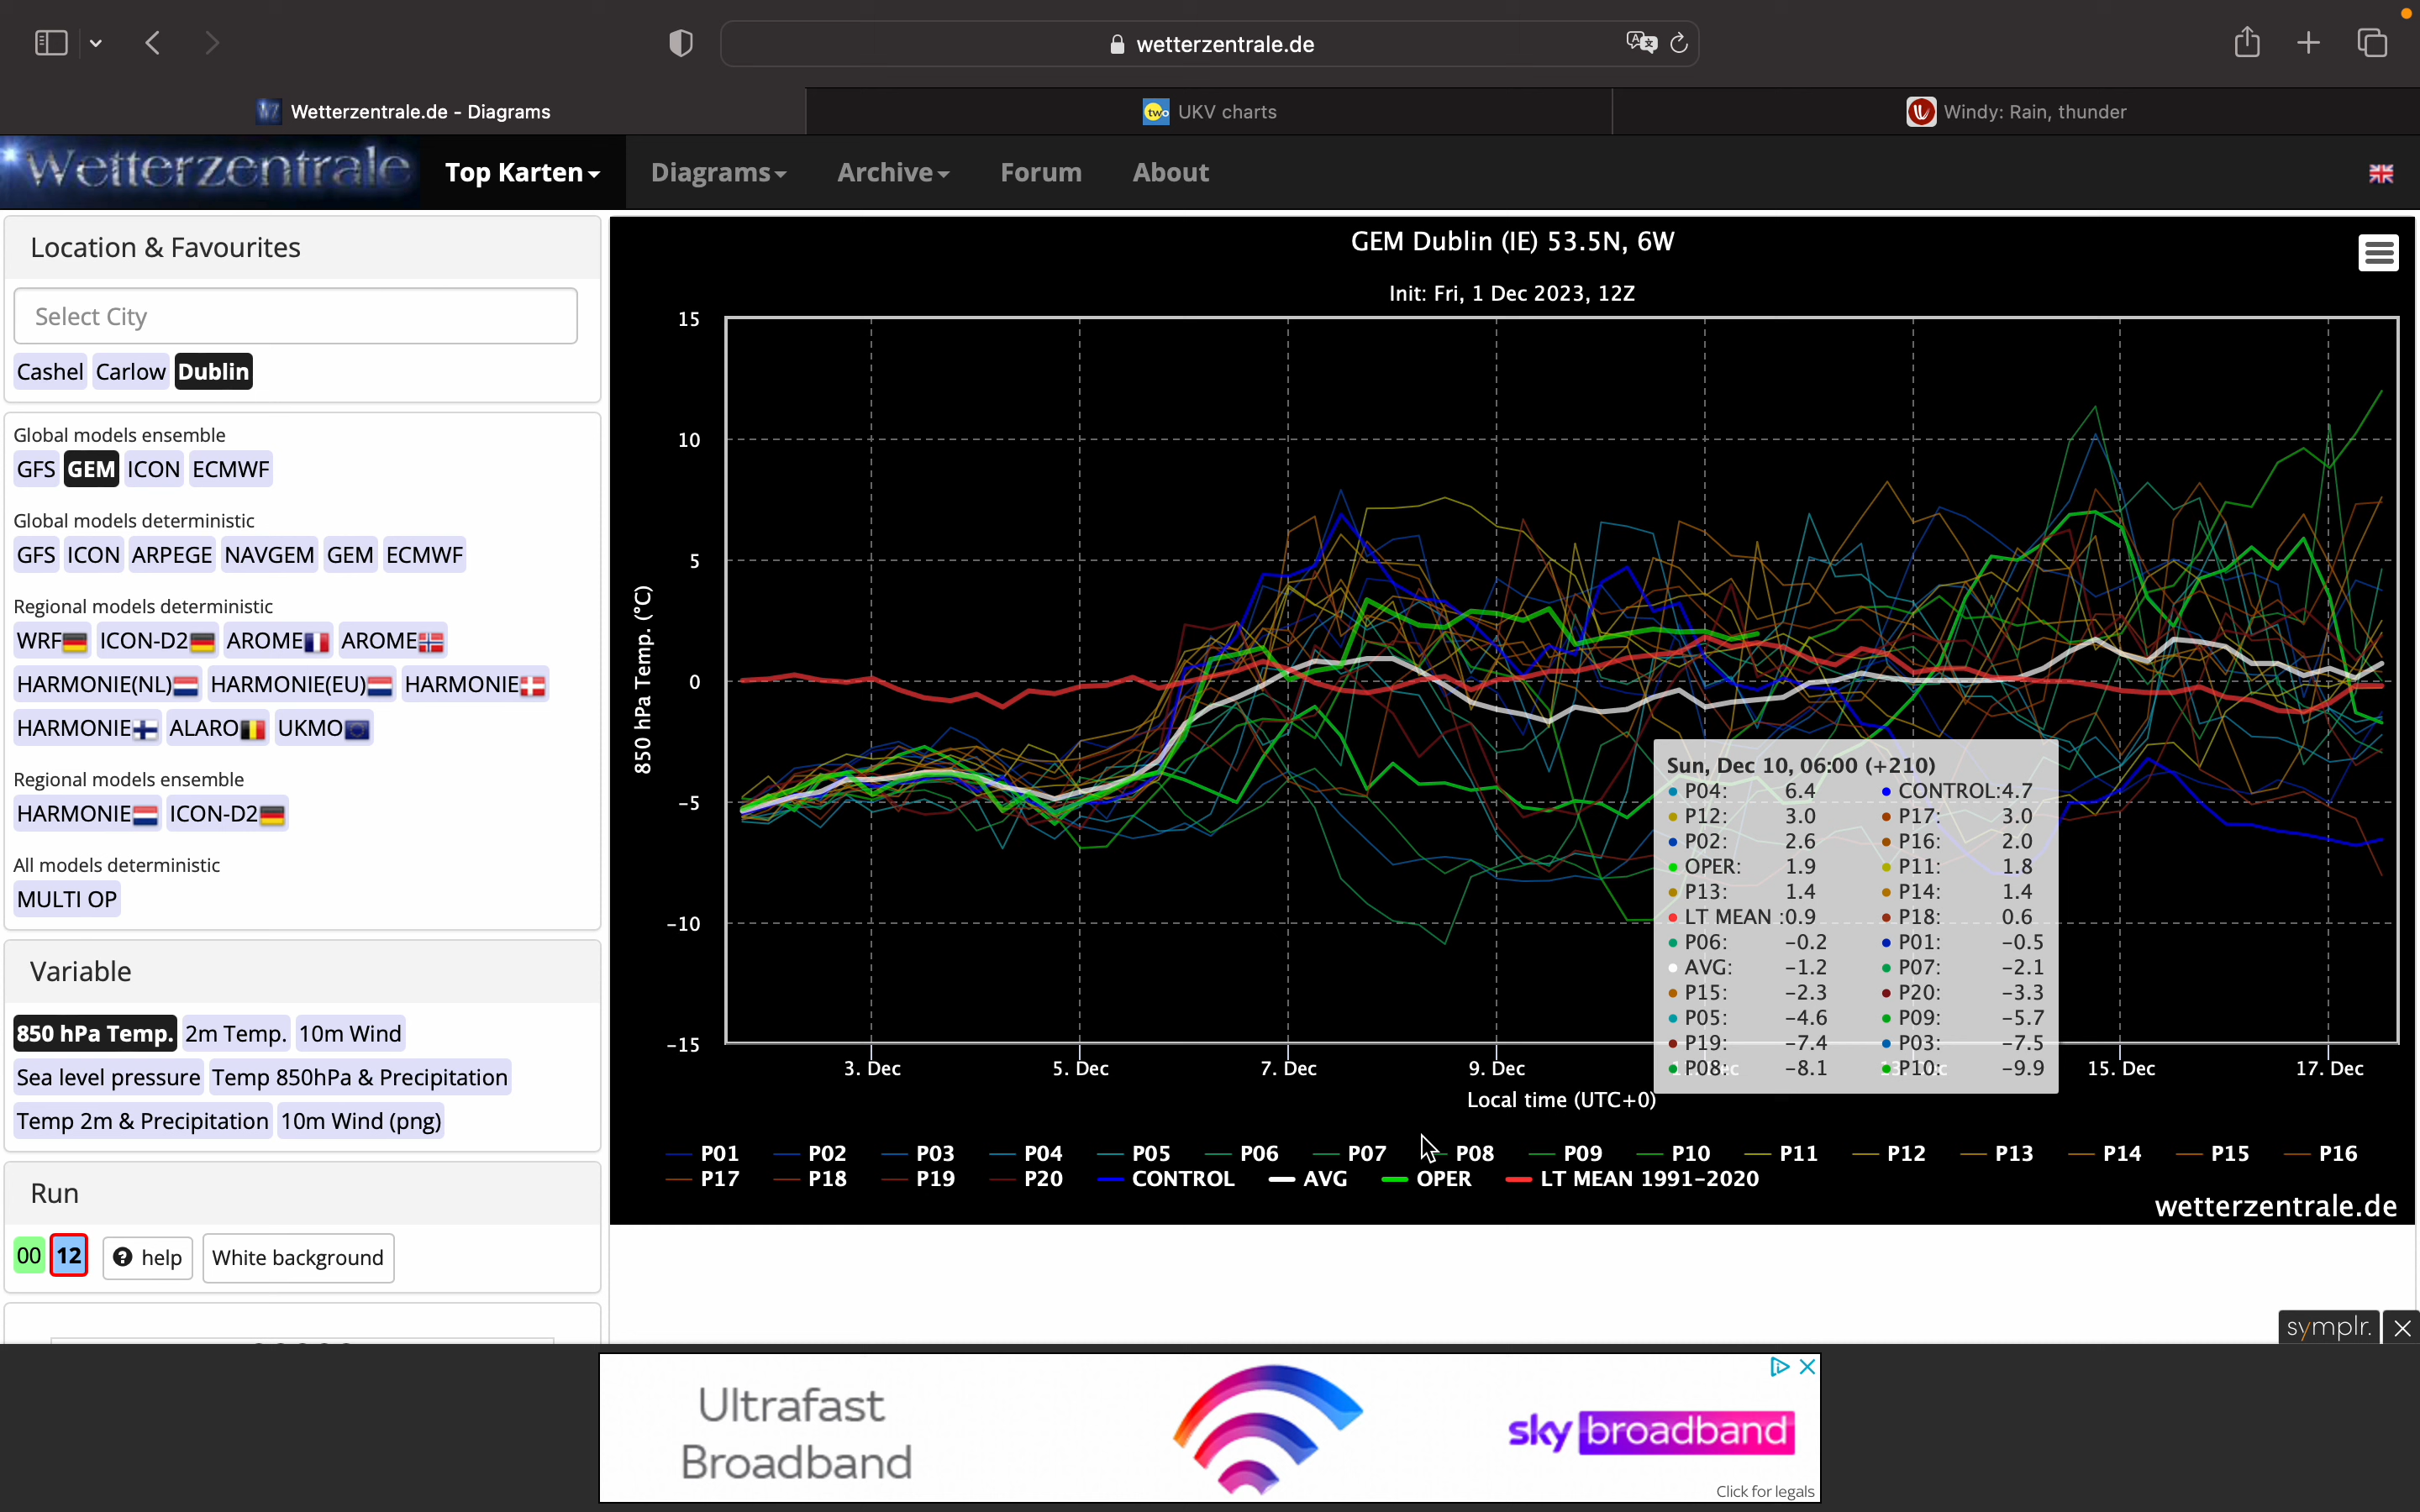 wetterzentrale.de
Wetterzentrale.de - Diagrams
two UKV charts
Windy: Rain, thunder
Wetterzentrale Top Karten Diagrams Archive Forum About
Location & Favourites
Select City
Cashel Carlow Dublin
Global models ensemble
GFS GEM ICON ECMWF
Global models deterministic
GFS ICON ARPEGE NAVGEM GEM ECMWF
Regional models deterministic
WRF ICON-D2 AROME AROME
HARMONIE(NL) HARMONIE(EU) HARMONIE
HARMONIE ALARO UKMO
Regional models ensemble
HARMONIE ICON-D2
All models deterministic
MULTI OP
Variable
850 hPa Temp. 2m Temp. 10m Wind
Sea level pressure Temp 850hPa & Precipitation
Temp 2m & Precipitation 10m Wind (png)
Run
00 12 ? help White background
GEM Dublin (IE) 53.5N, 6W
Init: Fri, 1 Dec 2023, 12Z
15
10
5
0
-5
-10
-15
850 hPa Temp. (°C)
Sun, Dec 10, 06:00 (+210)
P04: 6.4 CONTROL:4.7
P12: 3.0 P17: 3.0
P02: 2.6 P16: 2.0
OPER: 1.9 P11: 1.8
P13: 1.4 P14: 1.4
LT MEAN :0.9 P18: 0.6
P06: -0.2 P01: -0.5
AVG: -1.2 P07: -2.1
P15: -2.3 P20: -3.3
P05: -4.6 P09: -5.7
P19: -7.4 P03: -7.5
P08: -8.1 P10: -9.9
3. Dec 5. Dec 7. Dec 9. Dec 15. Dec 17. Dec
Local time (UTC+0)
P01 P02 P03 P04 P05 P06 P07 P08 P09 P10 P11 P12 P13 P14 P15 P16
P17 P18 P19 P20 CONTROL AVG OPER LT MEAN 1991-2020
wetterzentrale.de
symplr.
Ultrafast
Broadband
sky broadband
Click for legals